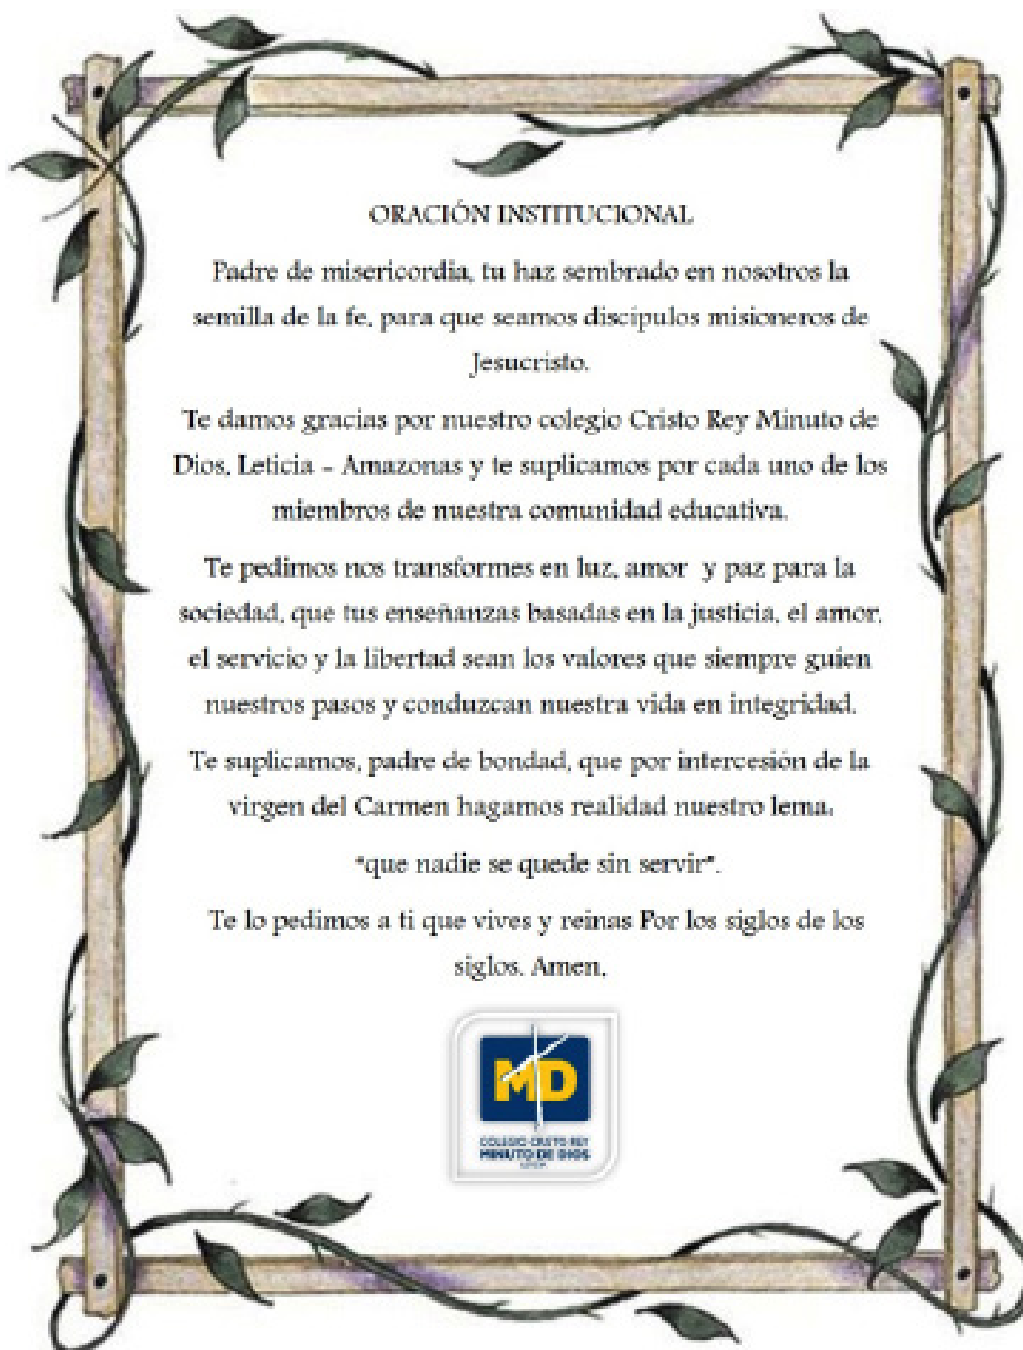 ORACIÓN INSTITUCIONAL
Padre de misericordia, tu haz sembrado en nosotros la
semilla de la fe, para que seamos discípulos misioneros de
Jesucristo.
Te damos gracias por nuestro colegio Cristo Rey Minuto de
Dios, Leticia – Amazonas y te suplicamos por cada uno de los
miembros de nuestra comunidad educativa.
Te pedimos nos transformes en luz, amor y paz para la
sociedad, que tus enseñanzas basadas en la justicia, el amor,
el servicio y la libertad sean los valores que siempre guíen
nuestros pasos y conduzcan nuestra vida en integridad.
Te suplicamos, padre de bondad, que por intercesión de la
virgen del Carmen hagamos realidad nuestro lema:
"que nadie se quede sin servir".
Te lo pedimos a ti que vives y reinas Por los siglos de los
siglos. Amen.
MD
COLEGIO CRISTO REY
MINUTO DE DIOS